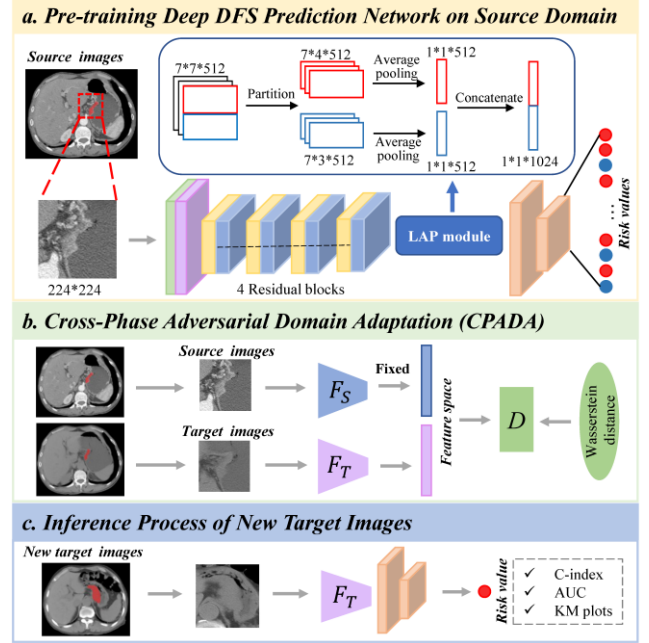 a. Pre-training Deep DFS Prediction Network on Source Domain
Source images
224*224
7*7*512
Partition
7*4*512
7*3*512
Average
pooling
Average
pooling
1*1*512
1*1*512
Concatenate
1*1*1024
4 Residual blocks
LAP module
...
Risk values
b. Cross-Phase Adversarial Domain Adaptation (CPADA)
Source images
Target images
F_S
F_T
Fixed
Feature space
D
Wasserstein
distance
c. Inference Process of New Target Images
New target images
F_T
Risk value
✓ C-index
✓ AUC
✓ KM plots